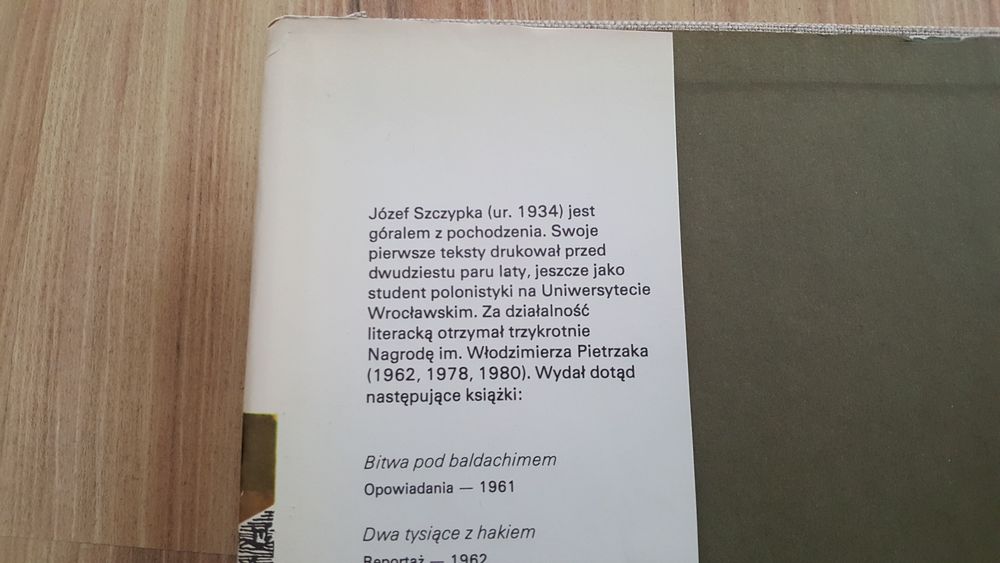 Józef Szczypka (ur. 1934) jest
góralem z pochodzenia. Swoje
pierwsze teksty drukował przed
dwudziestu paru laty, jeszcze jako
student polonistyki na Uniwersytecie
Wrocławskim. Za działalność
literacką otrzymał trzykrotnie
Nagrodę im. Włodzimierza Pietrzaka
(1962, 1978, 1980). Wydał dotąd
następujące książki:
Bitwa pod baldachimem
Opowiadania — 1961
Dwa tysiące z hakiem
Reportaż — 1962